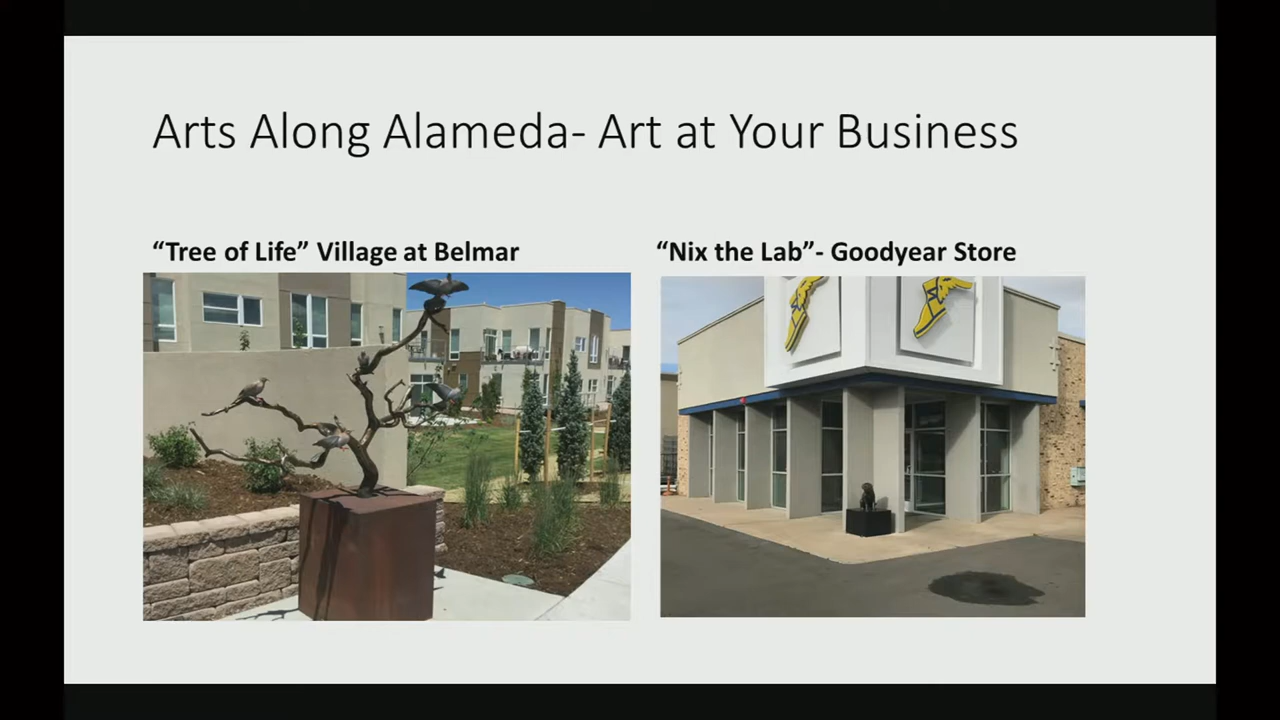 Arts Along Alameda- Art at Your Business
“Tree of Life” Village at Belmar
“Nix the Lab”- Goodyear Store